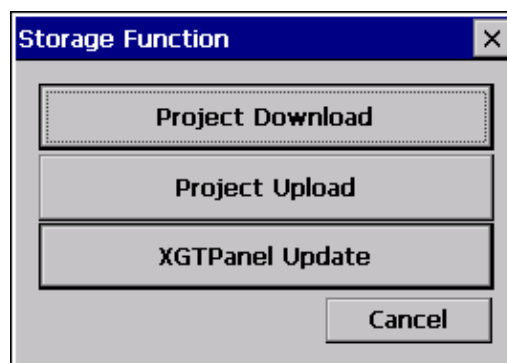 Storage Function
Project Download
Project Upload
XGTPanel Update
Cancel